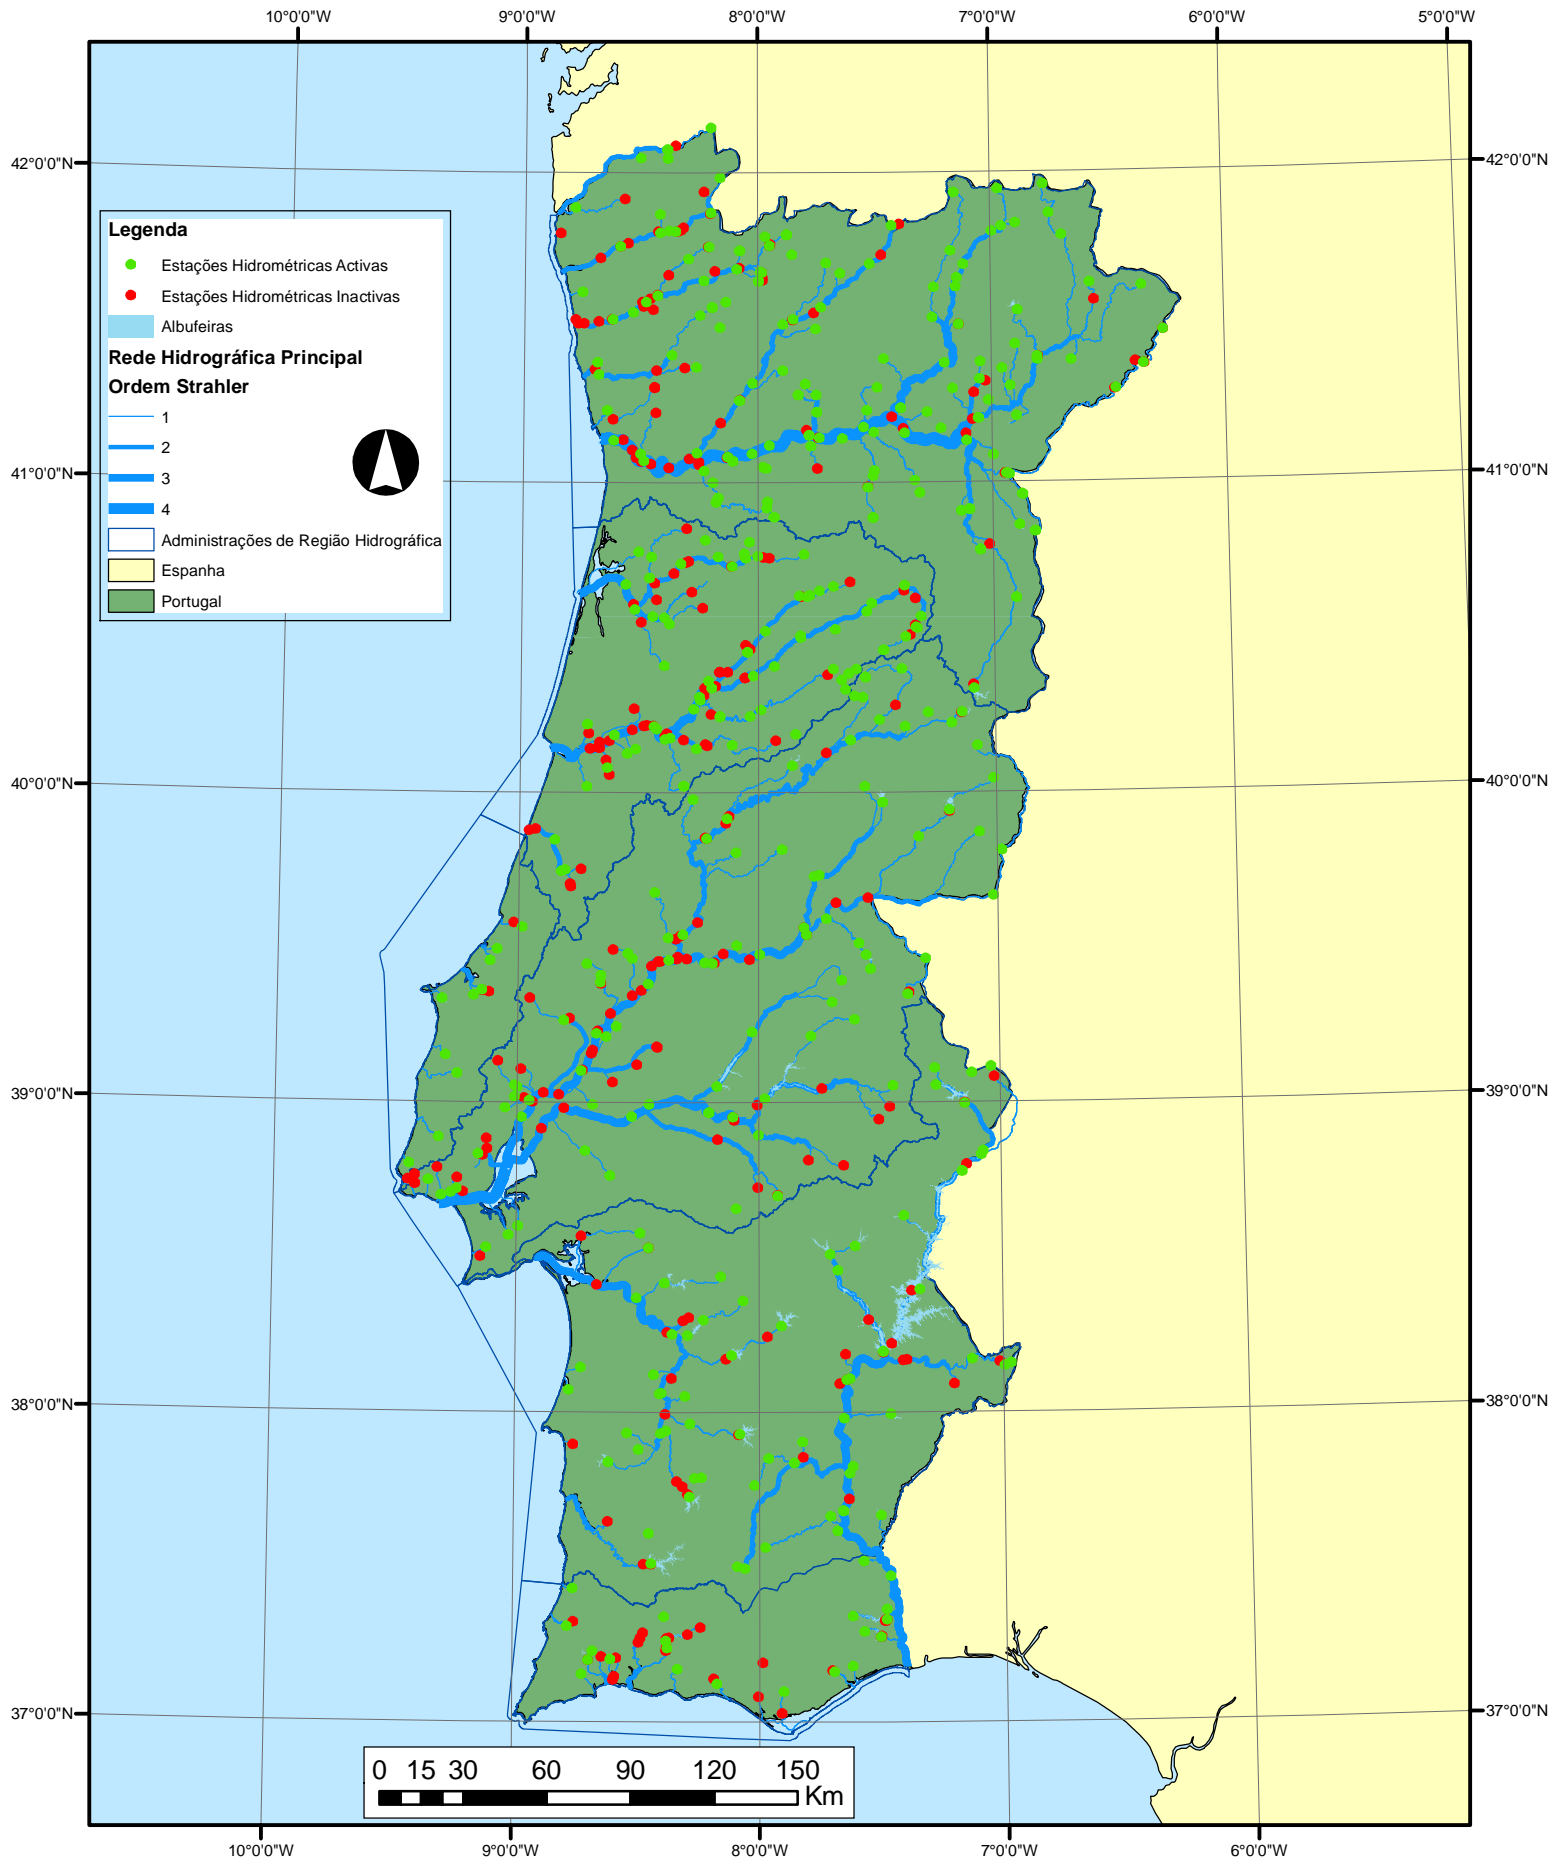 10°0'0"W 9°0'0"W 8°0'0"W 7°0'0"W 6°0'0"W 5°0'0"W
42°0'0"N 42°0'0"N
Legenda
Estações Hidrométricas Activas
Estações Hidrométricas Inactivas
Albufeiras
Rede Hidrográfica Principal
Ordem Strahler
1
2
3
4
Administrações de Região Hidrográfica
Espanha
Portugal
41°0'0"N 41°0'0"N
40°0'0"N 40°0'0"N
39°0'0"N 39°0'0"N
38°0'0"N 38°0'0"N
37°0'0"N 37°0'0"N
0 15 30 60 90 120 150
Km
10°0'0"W 9°0'0"W 8°0'0"W 7°0'0"W 6°0'0"W